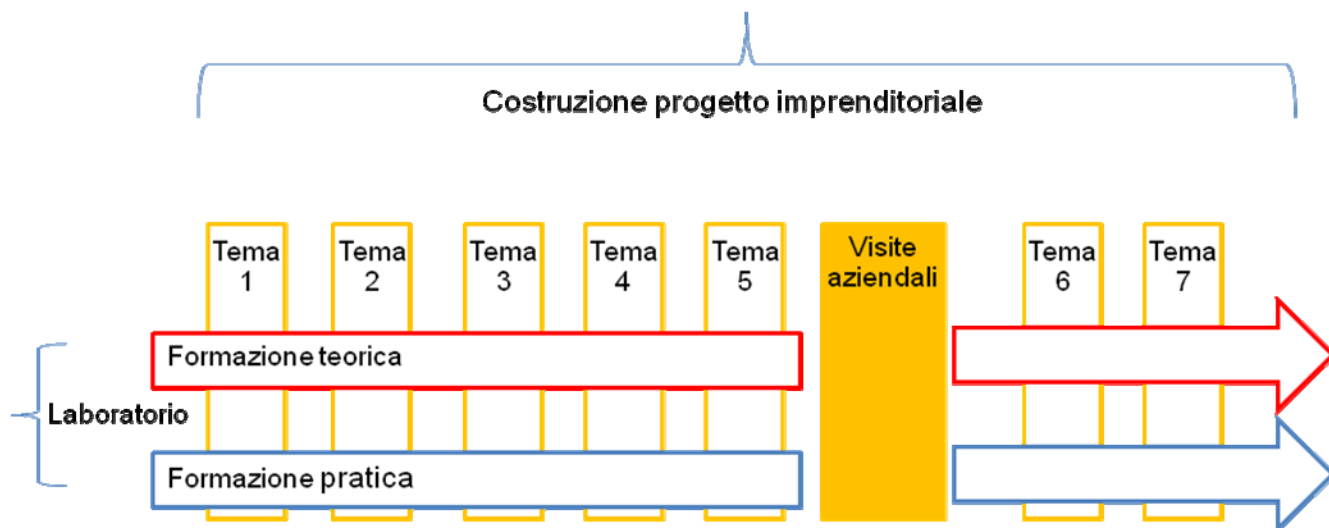 Costruzione progetto imprenditoriale
Tema
1
Tema
2
Tema
3
Tema
4
Tema
5
Visite
aziendali
Tema
6
Tema
7
Formazione teorica
Laboratorio
Formazione pratica